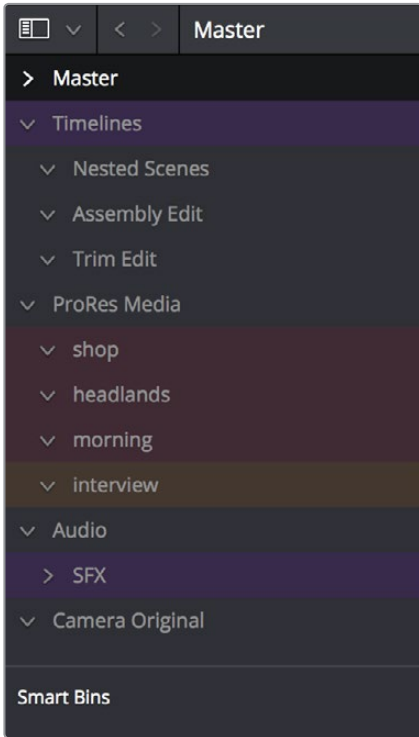 Master
Master
Timelines
Nested Scenes
Assembly Edit
Trim Edit
ProRes Media
shop
headlands
morning
interview
Audio
SFX
Camera Original
Smart Bins